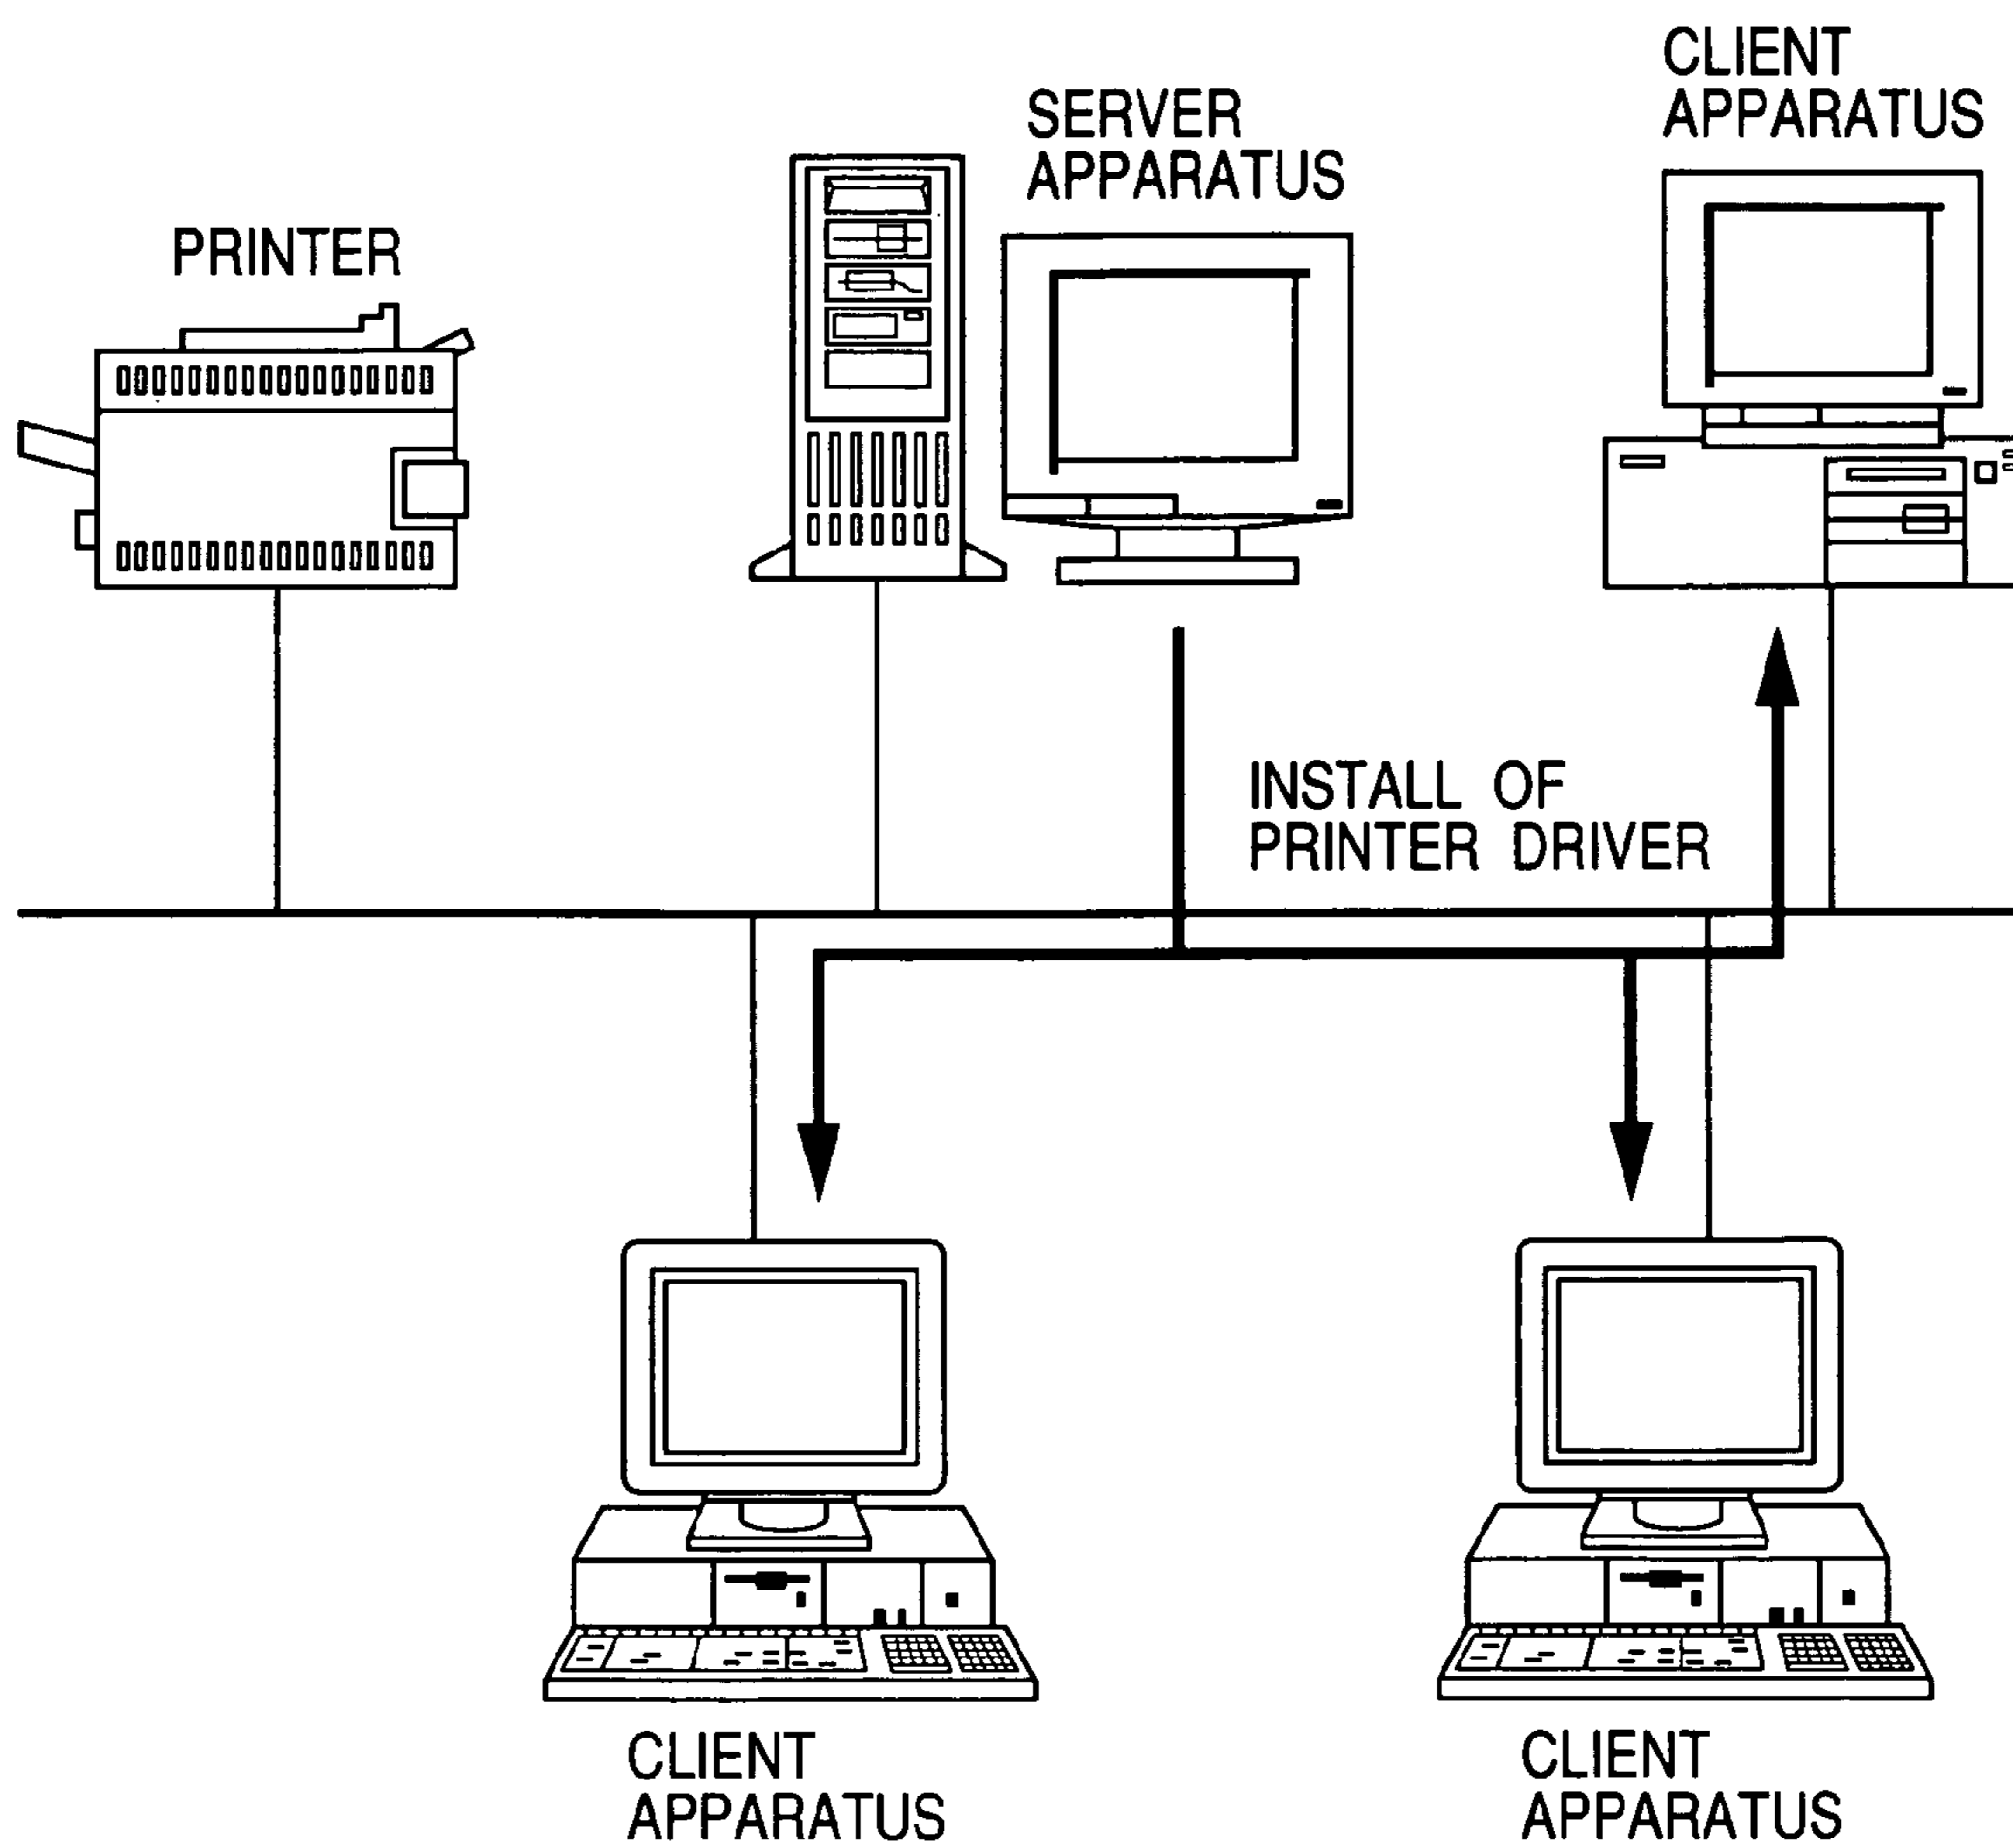 CLIENT
APPARATUS
SERVER
APPARATUS
PRINTER
INSTALL OF
PRINTER DRIVER
CLIENT
APPARATUS
CLIENT
APPARATUS